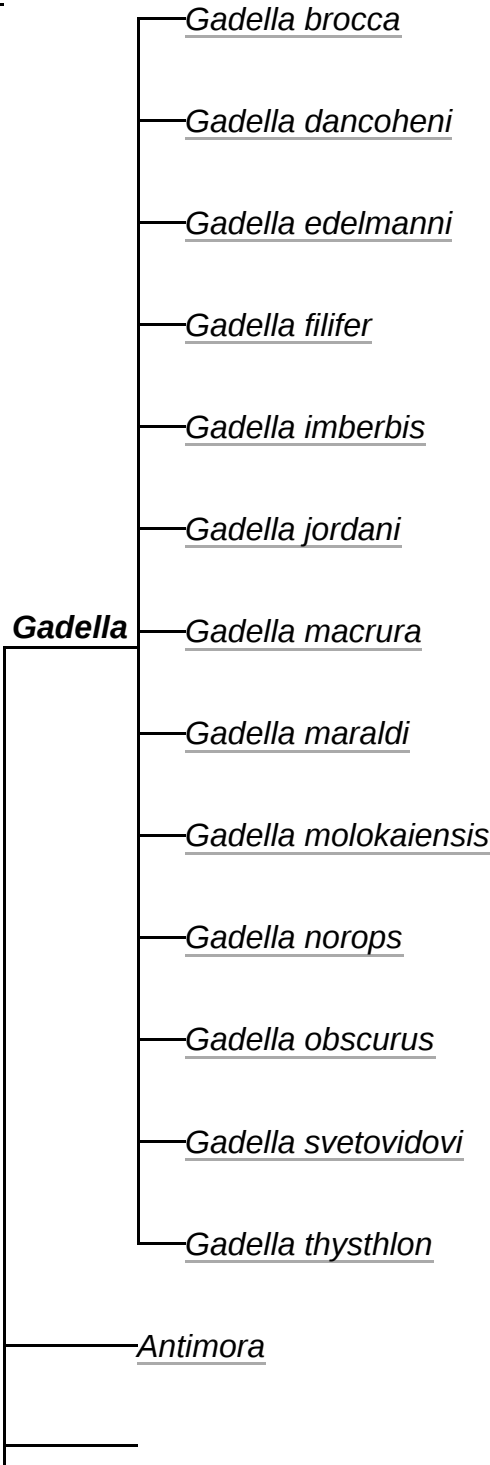 Gadella brocca
Gadella dancoheni
Gadella edelmanni
Gadella filifer
Gadella imberbis
Gadella jordani
Gadella
Gadella macrura
Gadella maraldi
Gadella molokaiensis
Gadella norops
Gadella obscurus
Gadella svetovidovi
Gadella thysthlon
Antimora